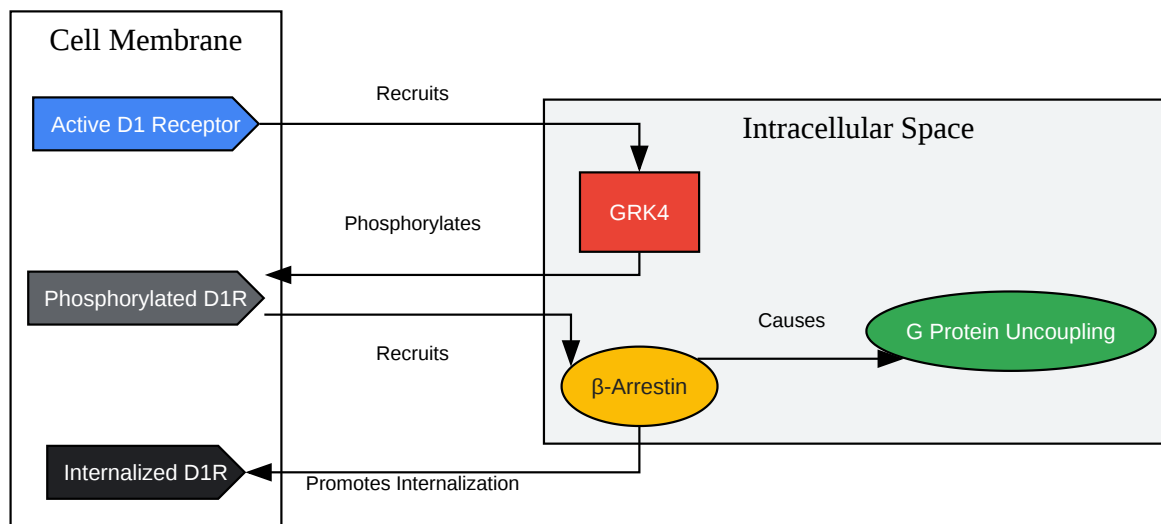 Cell Membrane
Recruits
Active D1 Receptor
Intracellular Space
GRK4
Phosphorylates
Phosphorylated D1R
Causes
G Protein Uncoupling
Recruits
β-Arrestin
Internalized D1R
Promotes Internalization